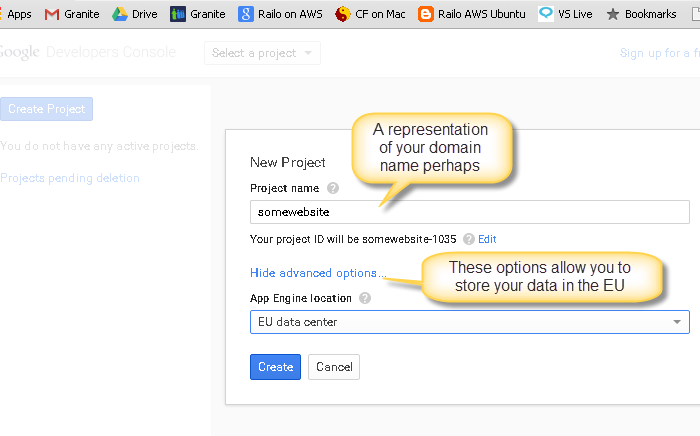 Apps Granite Drive Granite Railo on AWS CF on Mac Railo AWS Ubuntu VS Live Bookmarks
Google Developers Console Select a project Sign up for a
Create Project
You do not have any active projects.
Projects pending deletion
A representation
of your domain
name perhaps
New Project
Project name ?
somewebsite
Your project ID will be somewebsite-1035 ? Edit
Hide advanced options...
These options allow you to
store your data in the EU
App Engine location ?
EU data center
Create Cancel